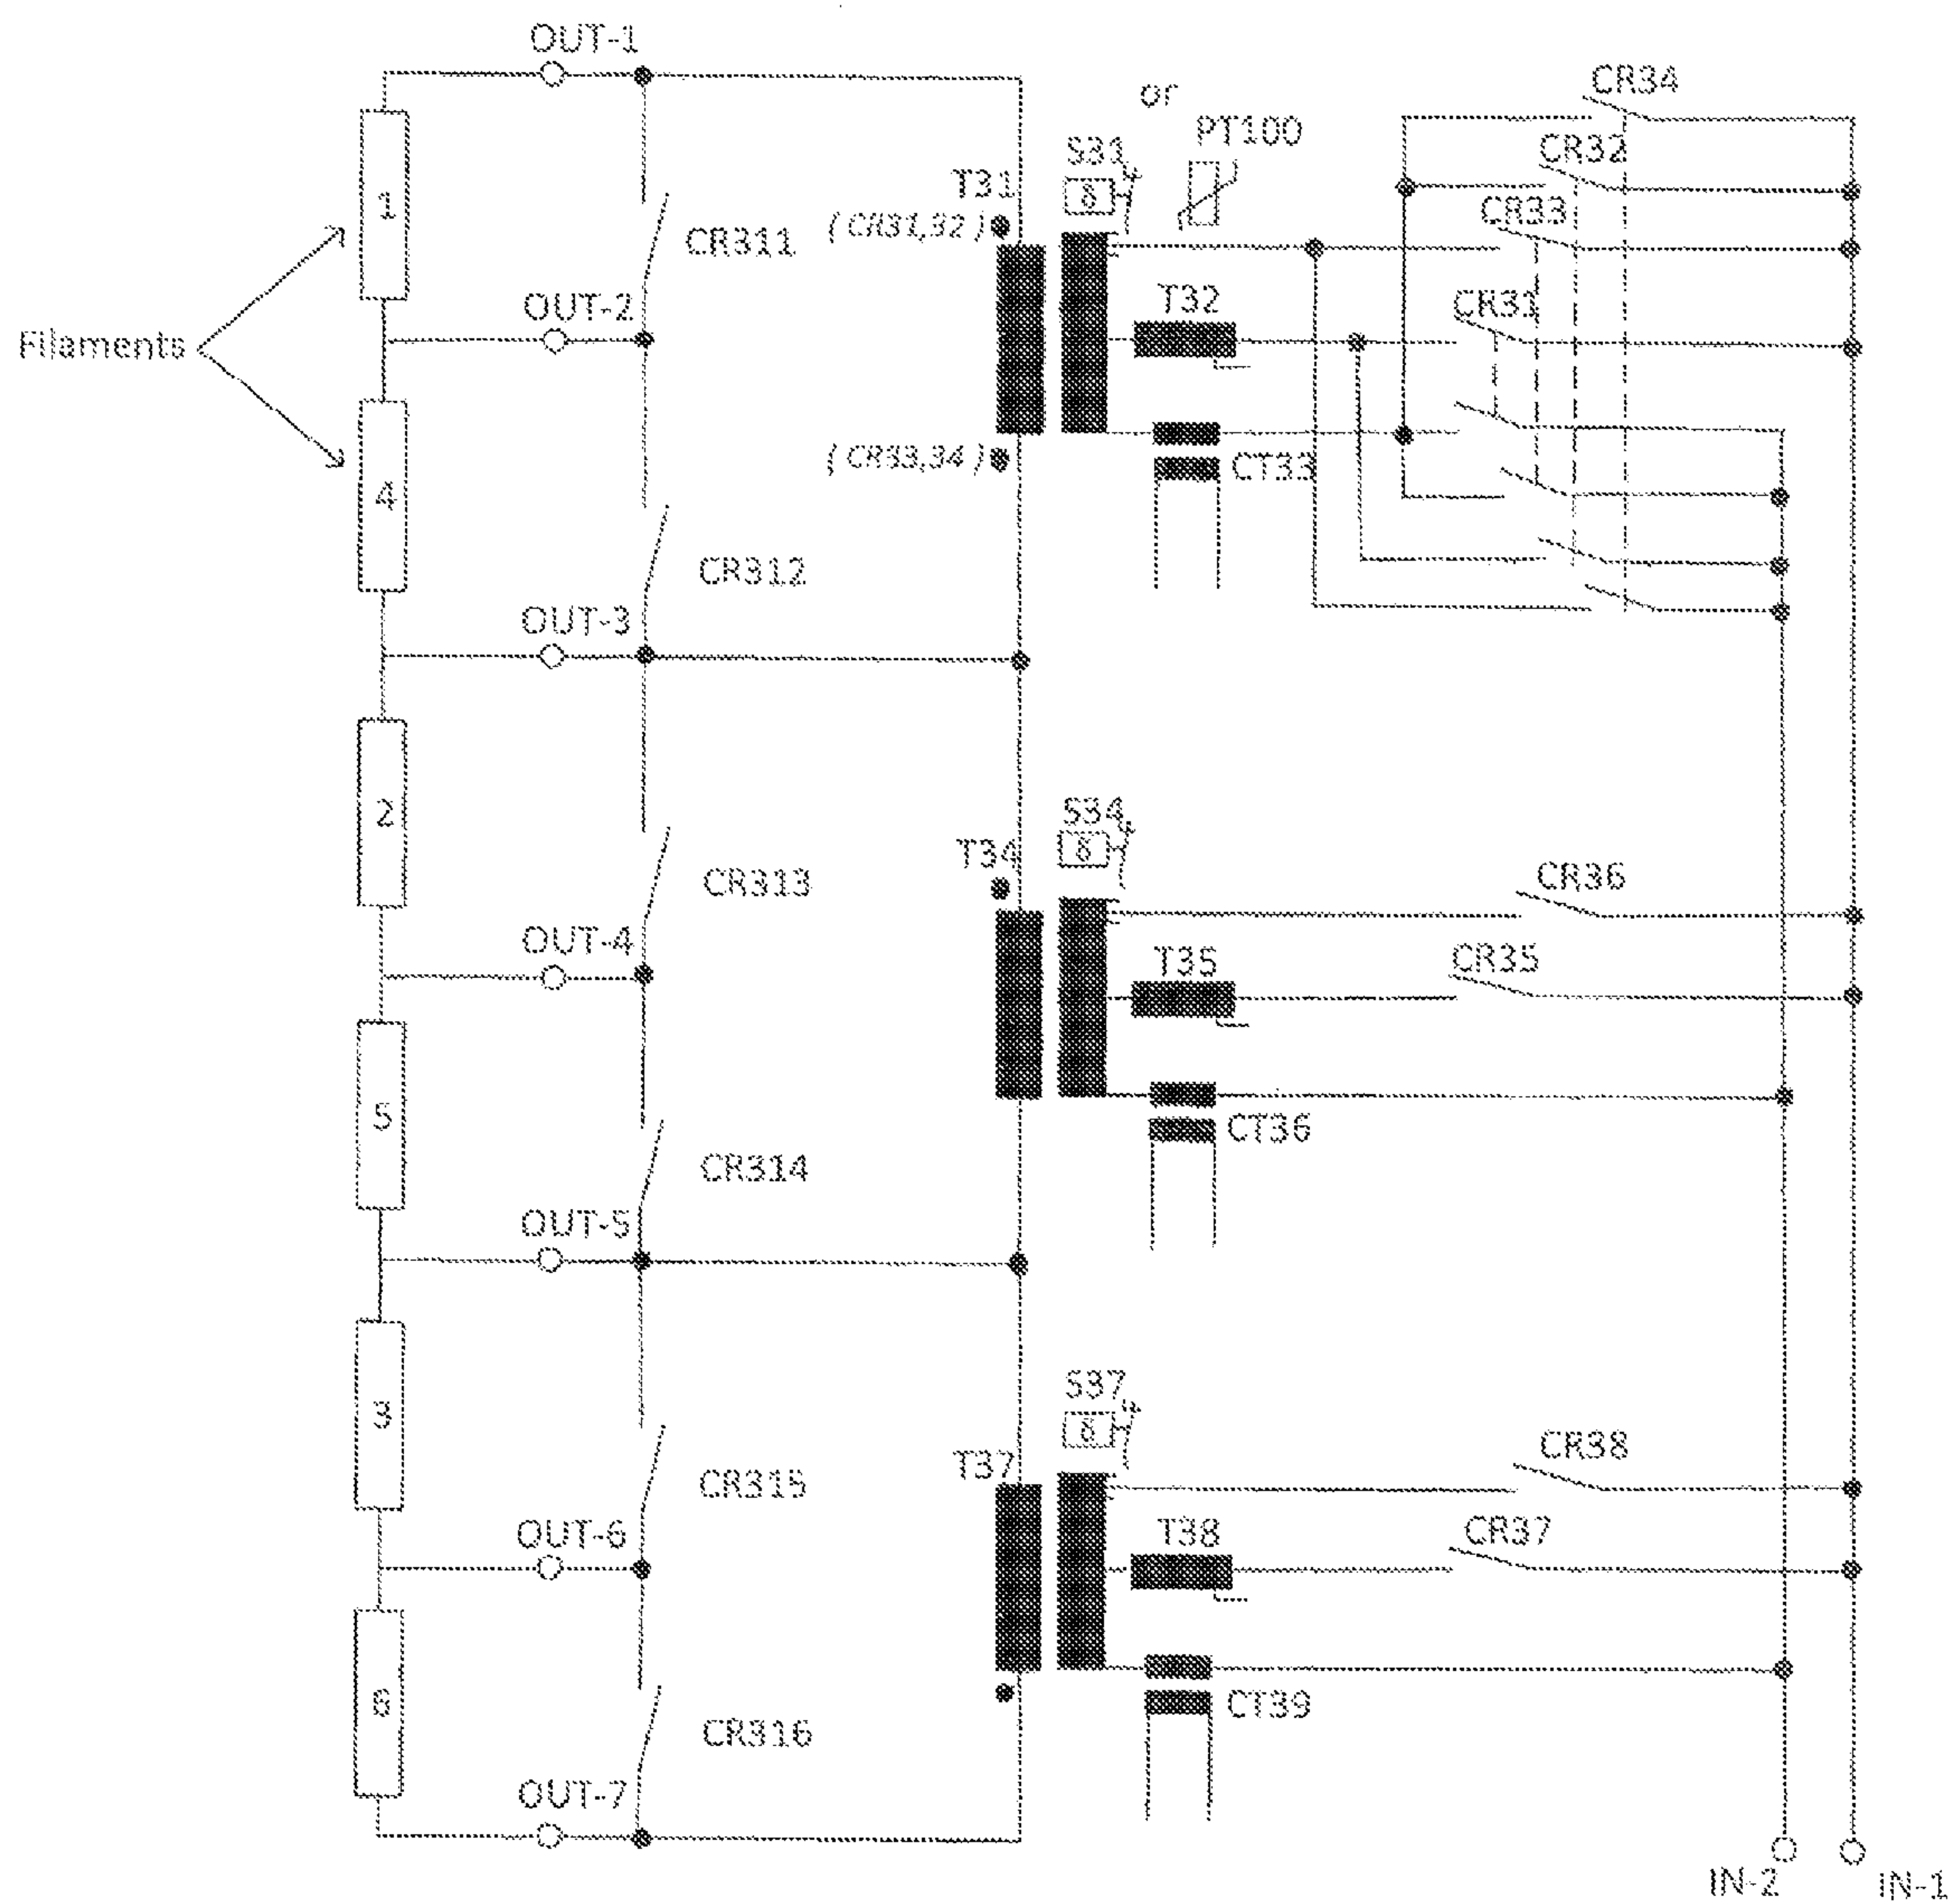 OUT-1
or
CR34
PT100
CR32
S31
T31
δ
1
( CR31,32 )
CR33
CR311
OUT-2
T32
CR31
Filaments
( CR33,34 )
CT33
4
CR312
OUT-3
2
S34
T34
δ
CR313
CR36
OUT-4
T35
CR35
5
CT36
CR314
OUT-5
3
S37
δ
T37
CR38
CR315
OUT-6
T38
CR37
6
CT39
CR316
OUT-7
IN-2
IN-1